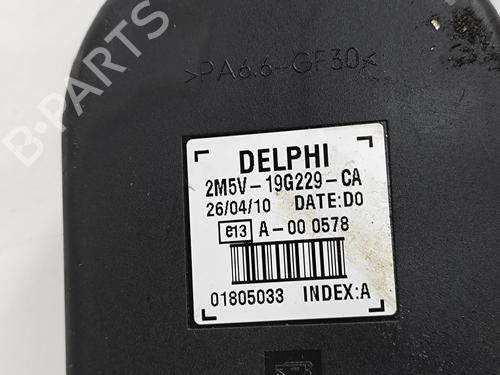 >PA6.6-GF30<
B-PARTS
DELPHI
2M5V-19G229-CA
26/04/10 DATE:D0
e13 A-00 0578
01805033 INDEX:A